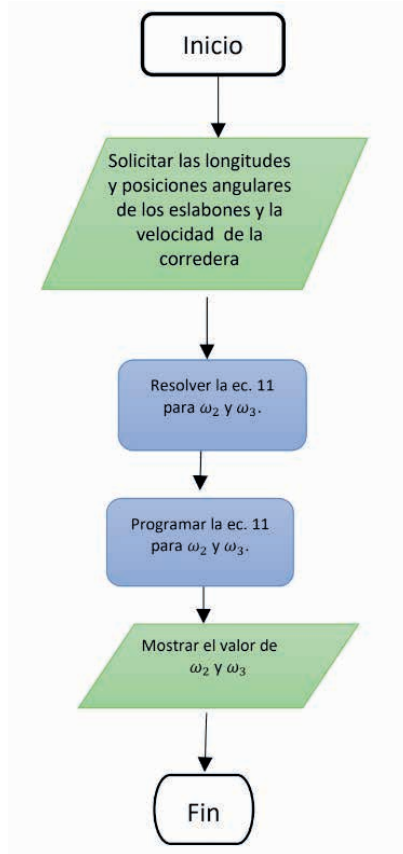 Inicio
Solicitar las longitudes
y posiciones angulares
de los eslabones y la
velocidad de la
corredera
Resolver la ec. 11
para ω₂ y ω₃.
Programar la ec. 11
para ω₂ y ω₃.
Mostrar el valor de
ω₂ y ω₃
Fin